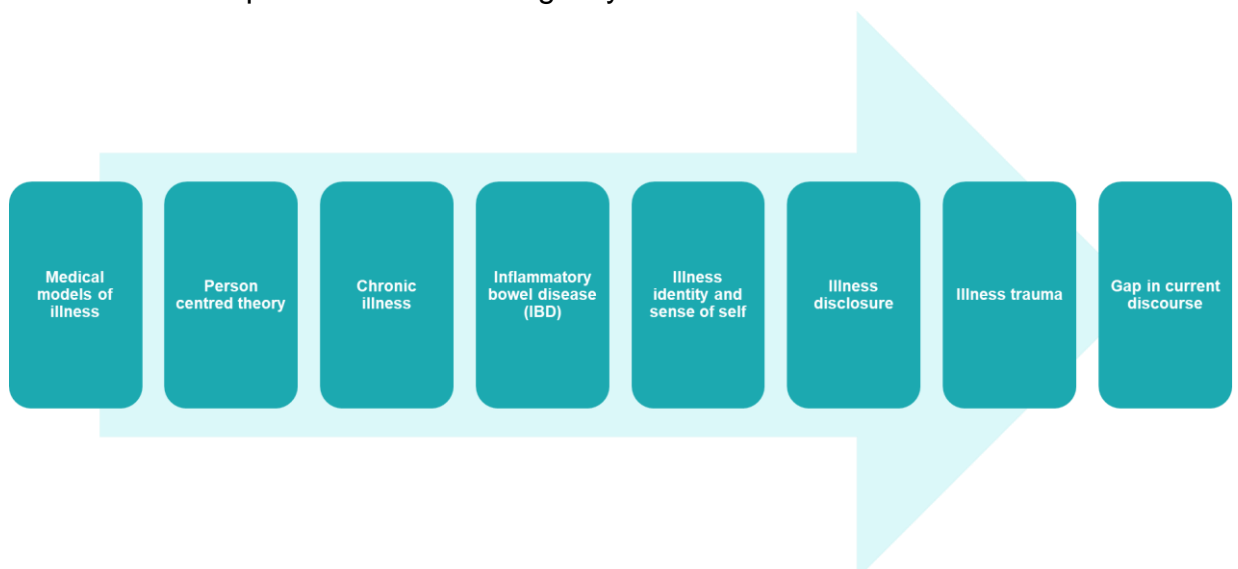 Medical
models of
illness
Person
centred theory
Chronic
illness
Inflammatory
bowel disease
(IBD)
Illness
identity and
sense of self
Illness
disclosure
Illness trauma
Gap in current
discourse